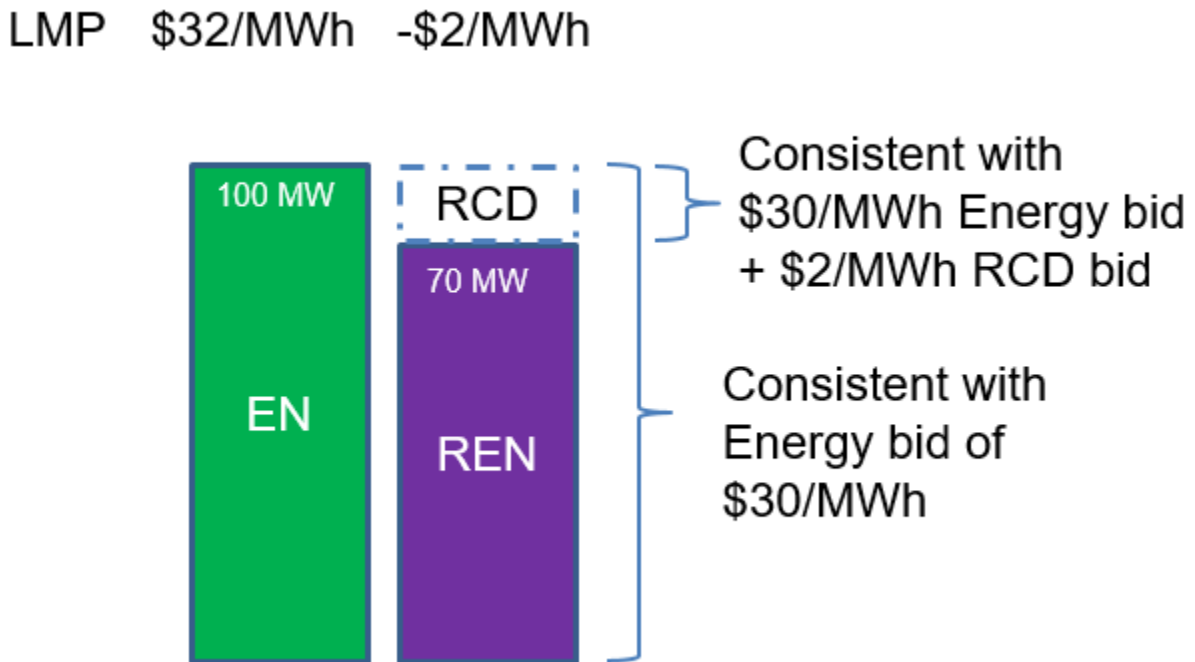 LMP $32/MWh -$2/MWh
100 MW
RCD
Consistent with
$30/MWh Energy bid
+ $2/MWh RCD bid
70 MW
EN
REN
Consistent with
Energy bid of
$30/MWh